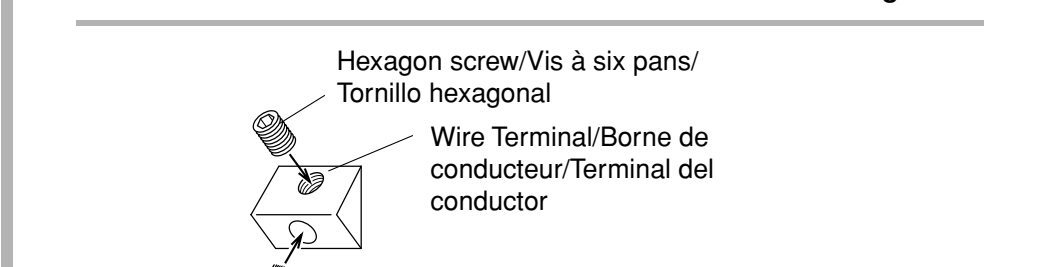 Hexagon screw/Vis à six pans/
Tornillo hexagonal
Wire Terminal/Borne de
conducteur/Terminal del
conductor